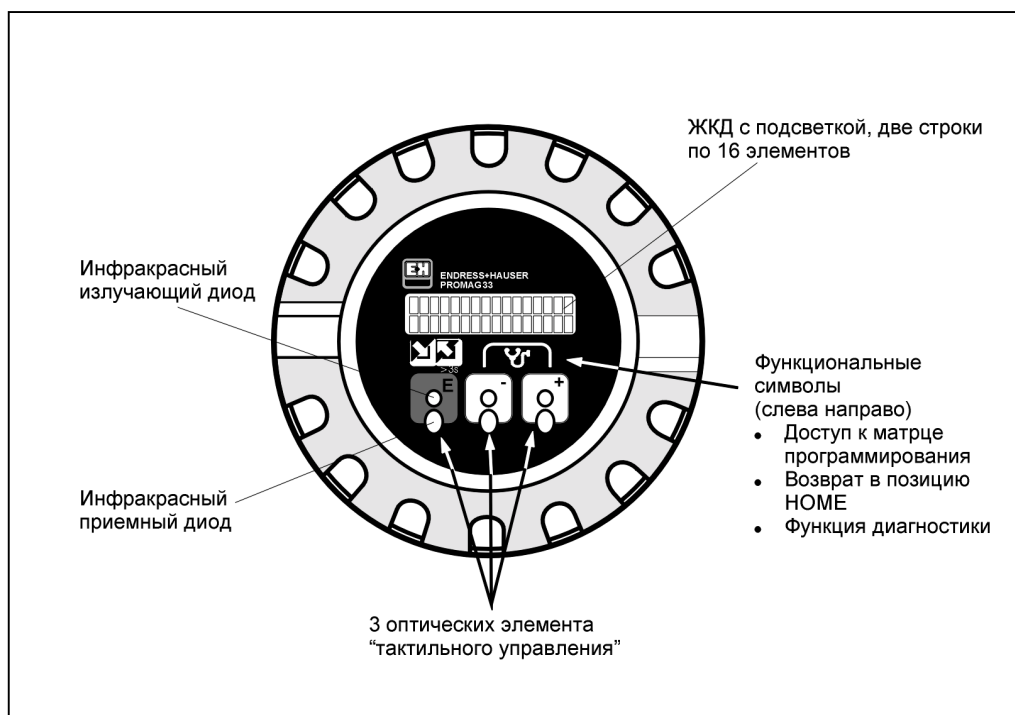 ЖКД с подсветкой, две строки
по 16 элементов
Инфракрасный
излучающий диод
E+H
ENDRESS+HAUSER
PROMAG 33
>3s
E
-
+
Функциональные
символы
(слева направо)
• Доступ к матрце
программирования
• Возврат в позицию
HOME
• Функция диагностики
Инфракрасный
приемный диод
3 оптических элемента
“тактильного управления”